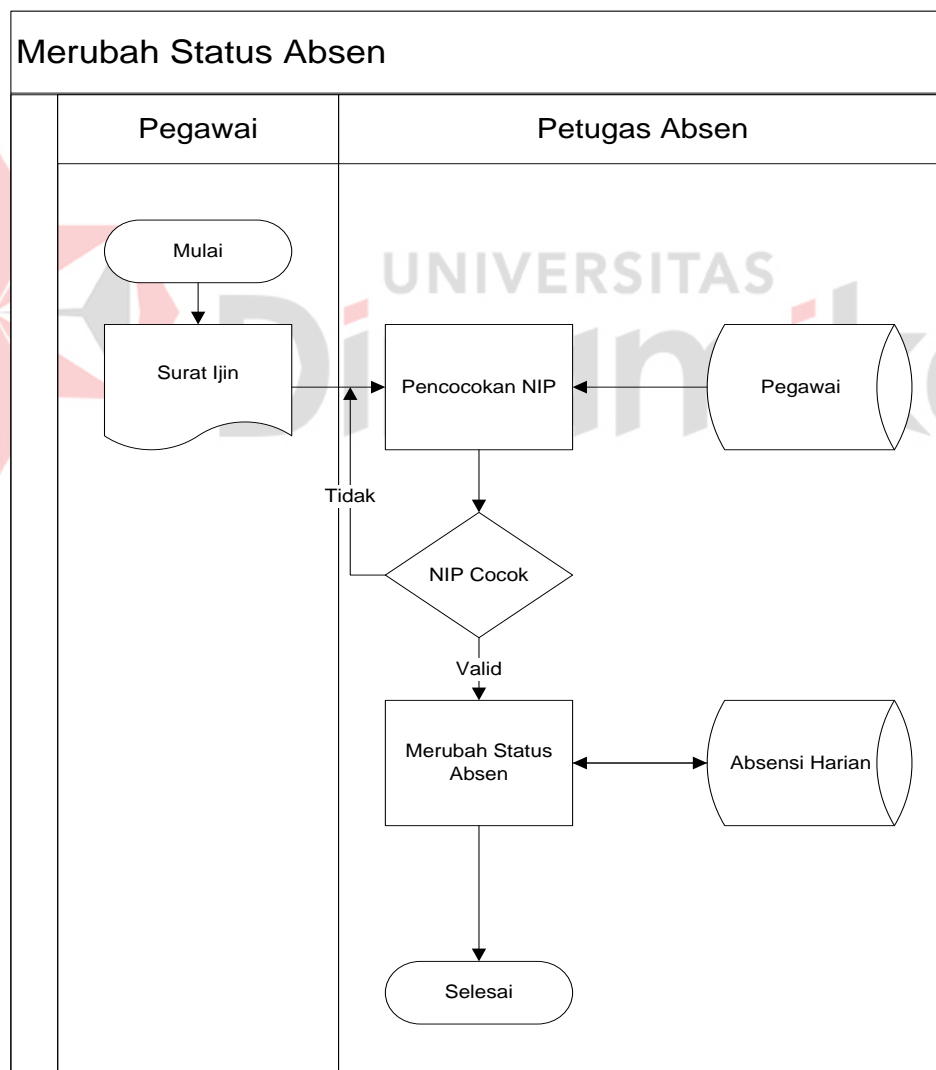 Merubah Status Absen
Pegawai
Petugas Absen
UNIVERSITAS
Mulai
Surat Ijin
Pencocokan NIP
Pegawai
Tidak
NIP Cocok
Valid
Merubah Status
Absen
Absensi Harian
Selesai